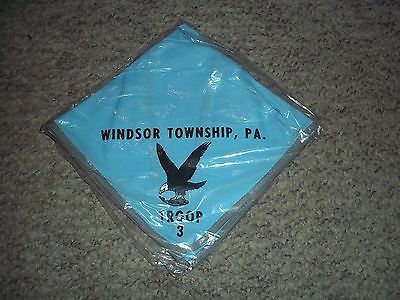 WINDSOR TOWNSHIP, PA.
TROOP
3